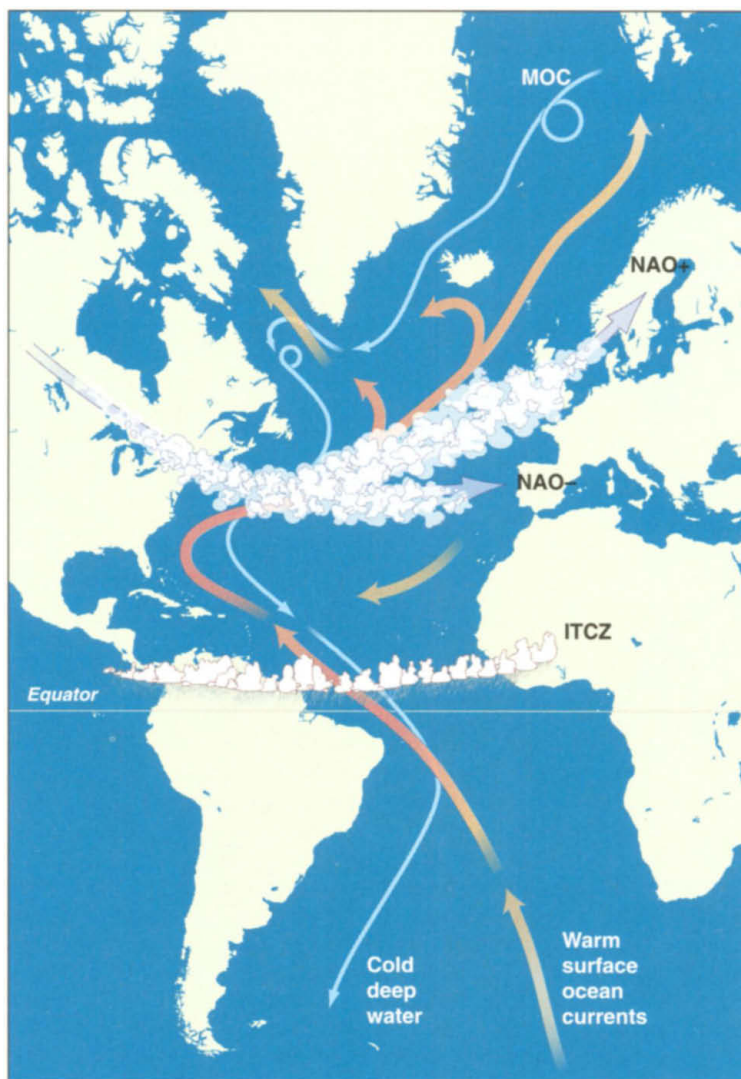 MOC
NAO+
NAO–
ITCZ
Equator
Cold
deep
water
Warm
surface
ocean
currents